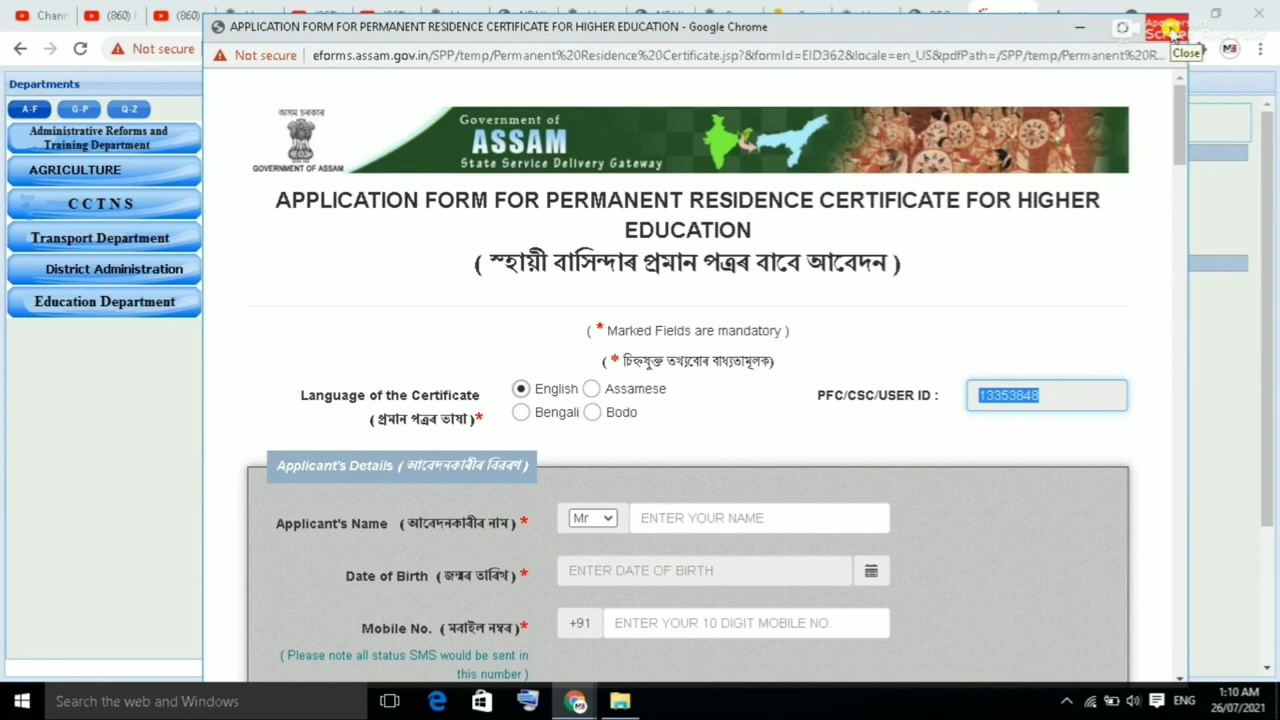 Chann
(860)
(860)
APPLICATION FORM FOR PERMANENT RESIDENCE CERTIFICATE FOR HIGHER EDUCATION - Google Chrome
Not secure
Not secure
eforms.assam.gov.in/SPP/temp/Permanent%20Residence%20Certificate.jsp?&formId=EID362&locale=en_US&pdfPath=/SPP/temp/Permanent%20R...
Close
Departments
A-F
G-P
Q-Z
Administrative Reforms and
Training Department
AGRICULTURE
C C T N S
Transport Department
District Administration
Education Department
অসম চৰকাৰ
GOVERNMENT OF ASSAM
Government of
ASSAM
State Service Delivery Gateway
APPLICATION FORM FOR PERMANENT RESIDENCE CERTIFICATE FOR HIGHER
EDUCATION
( স্হায়ী বাসিন্দাৰ প্ৰমান পত্ৰৰ বাবে আবেদন )
( * Marked Fields are mandatory )
( * চিহ্নযুক্ত তথ্যবোৰ বাধ্যতামূলক)
Language of the Certificate
( প্ৰমান পত্ৰৰ ভাষা )*
English
Assamese
Bengali
Bodo
PFC/CSC/USER ID :
13353848
Applicant's Details ( আবেদনকাৰীৰ বিৱৰণ )
Applicant's Name ( আবেদনকাৰীৰ নাম ) *
Mr
ENTER YOUR NAME
Date of Birth ( জন্মৰ তাৰিখ ) *
ENTER DATE OF BIRTH
Mobile No. ( মবাইল নম্বৰ )*
+91
ENTER YOUR 10 DIGIT MOBILE NO.
( Please note all status SMS would be sent in
this number )
Search the web and Windows
ENG
1:10 AM
26/07/2021